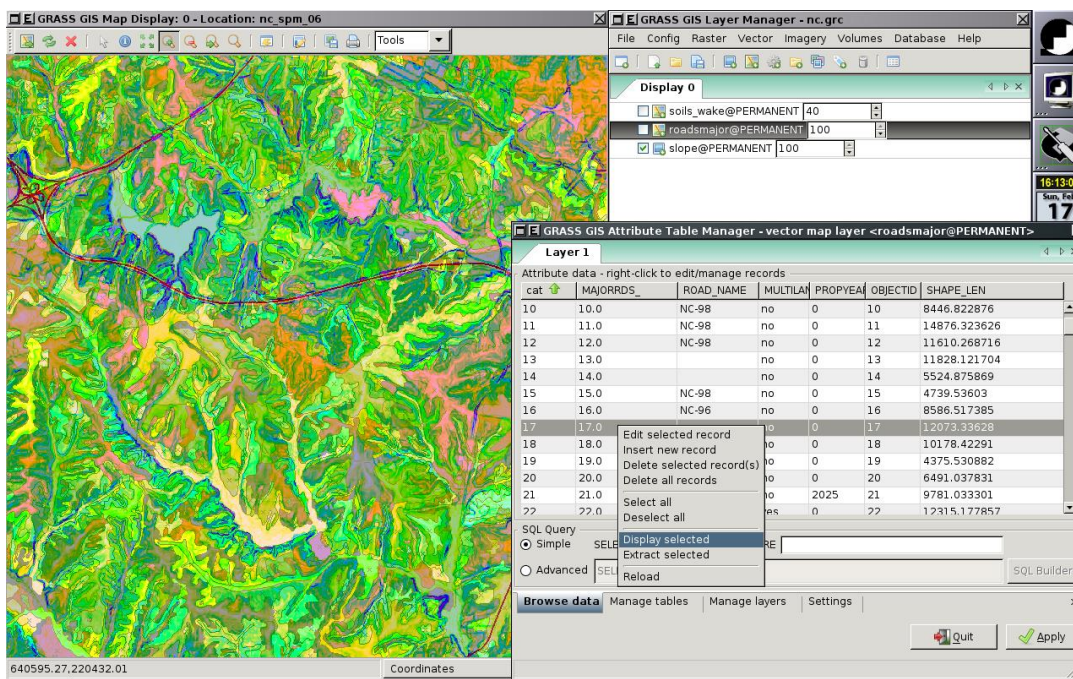 GRASS GIS Map Display: 0 - Location: nc_spm_06
Tools
640595.27,220432.01
Coordinates
GRASS GIS Layer Manager - nc.grc
File Config Raster Vector Imagery Volumes Database Help
Display 0
soils_wake@PERMANENT 40
roadsmajor@PERMANENT 100
slope@PERMANENT 100
16:13:0
Sun, Fe
17
GRASS GIS Attribute Table Manager - vector map layer <roadsmajor@PERMANENT>
Layer 1
Attribute data - right-click to edit/manage records
cat MAJORRDS_ ROAD_NAME MULTILAN PROPYEAR OBJECTID SHAPE_LEN
10 10.0 NC-98 no 0 10 8446.822876
11 11.0 NC-98 no 0 11 14876.323626
12 12.0 NC-98 no 0 12 11610.268716
13 13.0 no 0 13 11828.121704
14 14.0 no 0 14 5524.875869
15 15.0 NC-98 no 0 15 4739.53603
16 16.0 NC-96 no 0 16 8586.517385
17 17.0 0 17 12073.33628
18 18.0 no 0 18 10178.42291
19 19.0 no 0 19 4375.530882
20 20.0 no 0 20 6491.037831
21 21.0 no 2025 21 9781.033301
22 22.0 yes 0 22 12315.177857
Edit selected record
Insert new record
Delete selected record(s)
Delete all records
Select all
Deselect all
Display selected
Extract selected
Reload
SQL Query
Simple SELE RE
Advanced SEL SQL Builder
Browse data Manage tables Manage layers Settings
Quit Apply